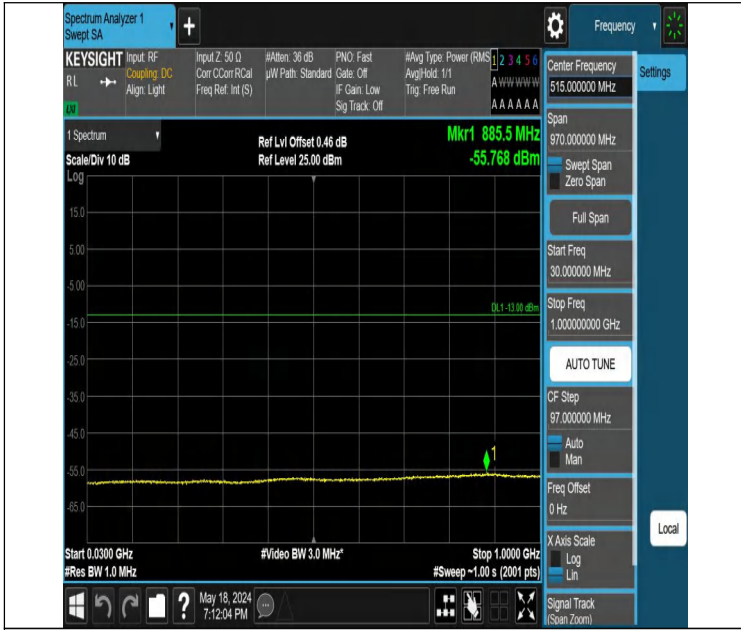 Spectrum Analyzer 1
Swept SA
+
Frequency
KEYSIGHT
RL
Input: RF
Coupling: DC
Align: Light
Input Z: 50 Ω
Corr CCorr RCal
Freq Ref: Int (S)
#Atten: 36 dB
µW Path: Standard
PNO: Fast
Gate: Off
IF Gain: Low
Sig Track: Off
#Avg Type: Power (RMS
Avg|Hold: 1/1
Trig: Free Run
1 2 3 4 5 6
A W W W W W
A A A A A A
1 Spectrum
Scale/Div 10 dB
Log
Ref Lvl Offset 0.46 dB
Ref Level 25.00 dBm
Mkr1 885.5 MHz
-55.768 dBm
15.0
5.00
-5.00
DL1 -13.00 dBm
-15.0
-25.0
-35.0
-45.0
1
-55.0
-65.0
Start 0.0300 GHz
#Res BW 1.0 MHz
#Video BW 3.0 MHz*
Stop 1.0000 GHz
#Sweep ~1.00 s (2001 pts)
?
May 18, 2024
7:12:04 PM
Center Frequency
515.000000 MHz
Settings
Span
970.000000 MHz
Swept Span
Zero Span
Full Span
Start Freq
30.000000 MHz
Stop Freq
1.000000000 GHz
AUTO TUNE
CF Step
97.000000 MHz
Auto
Man
Freq Offset
0 Hz
Local
X Axis Scale
Log
Lin
Signal Track
(Span Zoom)